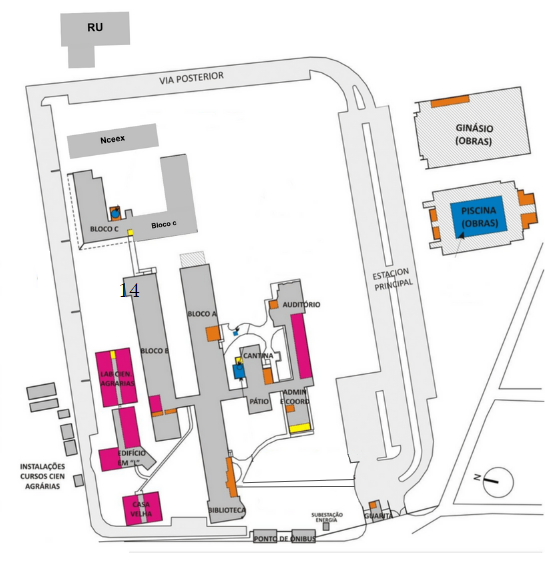 RU
VIA POSTERIOR
GINÁSIO
(OBRAS)
Nceex
PISCINA
(OBRAS)
BLOCO C
Bloco c
ESTACION
PRINCIPAL
14
AUDITÓRIO
BLOCO A
BLOCO B
CANTINA
LAB CIEN
AGRÁRIAS
PÁTIO
ADMIN
E COORD
EDIFÍCIO
EM "L"
INSTALAÇÕES
CURSOS CIEN
AGRÁRIAS
N
CASA
VELHA
BIBLIOTECA
SUBESTAÇÃO
ENERGIA
GUARITA
PONTO DE ÔNIBUS